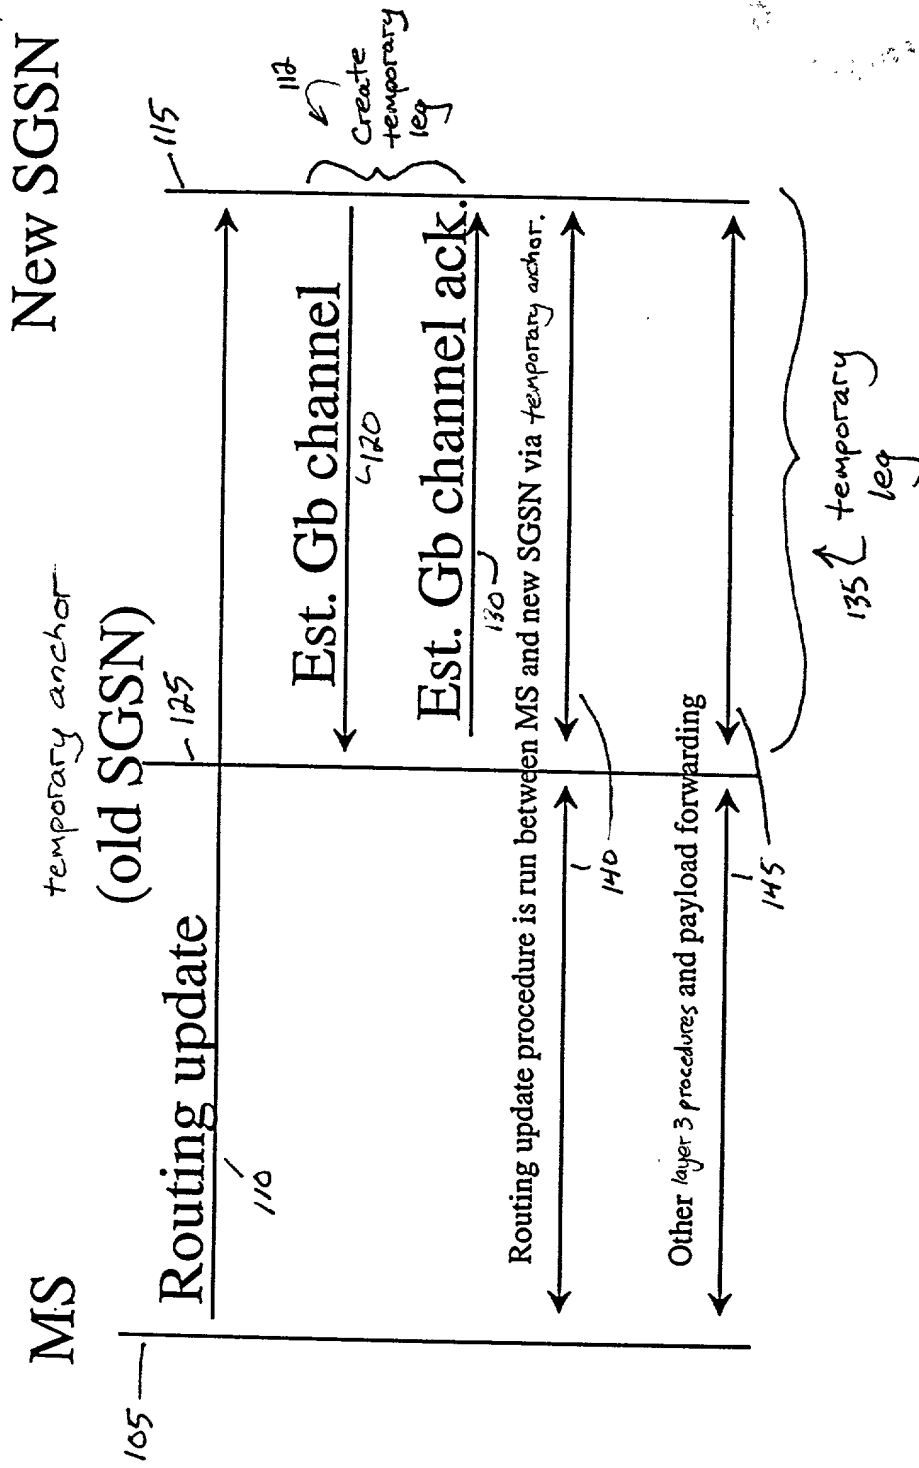 MS
temporary anchor
(old SGSN)
New SGSN
105
125
115
Routing update
110
Est. Gb channel
120
112
Create
temporary
leg
Est. Gb channel ack.
130
Routing update procedure is run between MS and new SGSN via temporary anchor.
140
Other layer 3 procedures and payload forwarding
145
135
temporary
leg